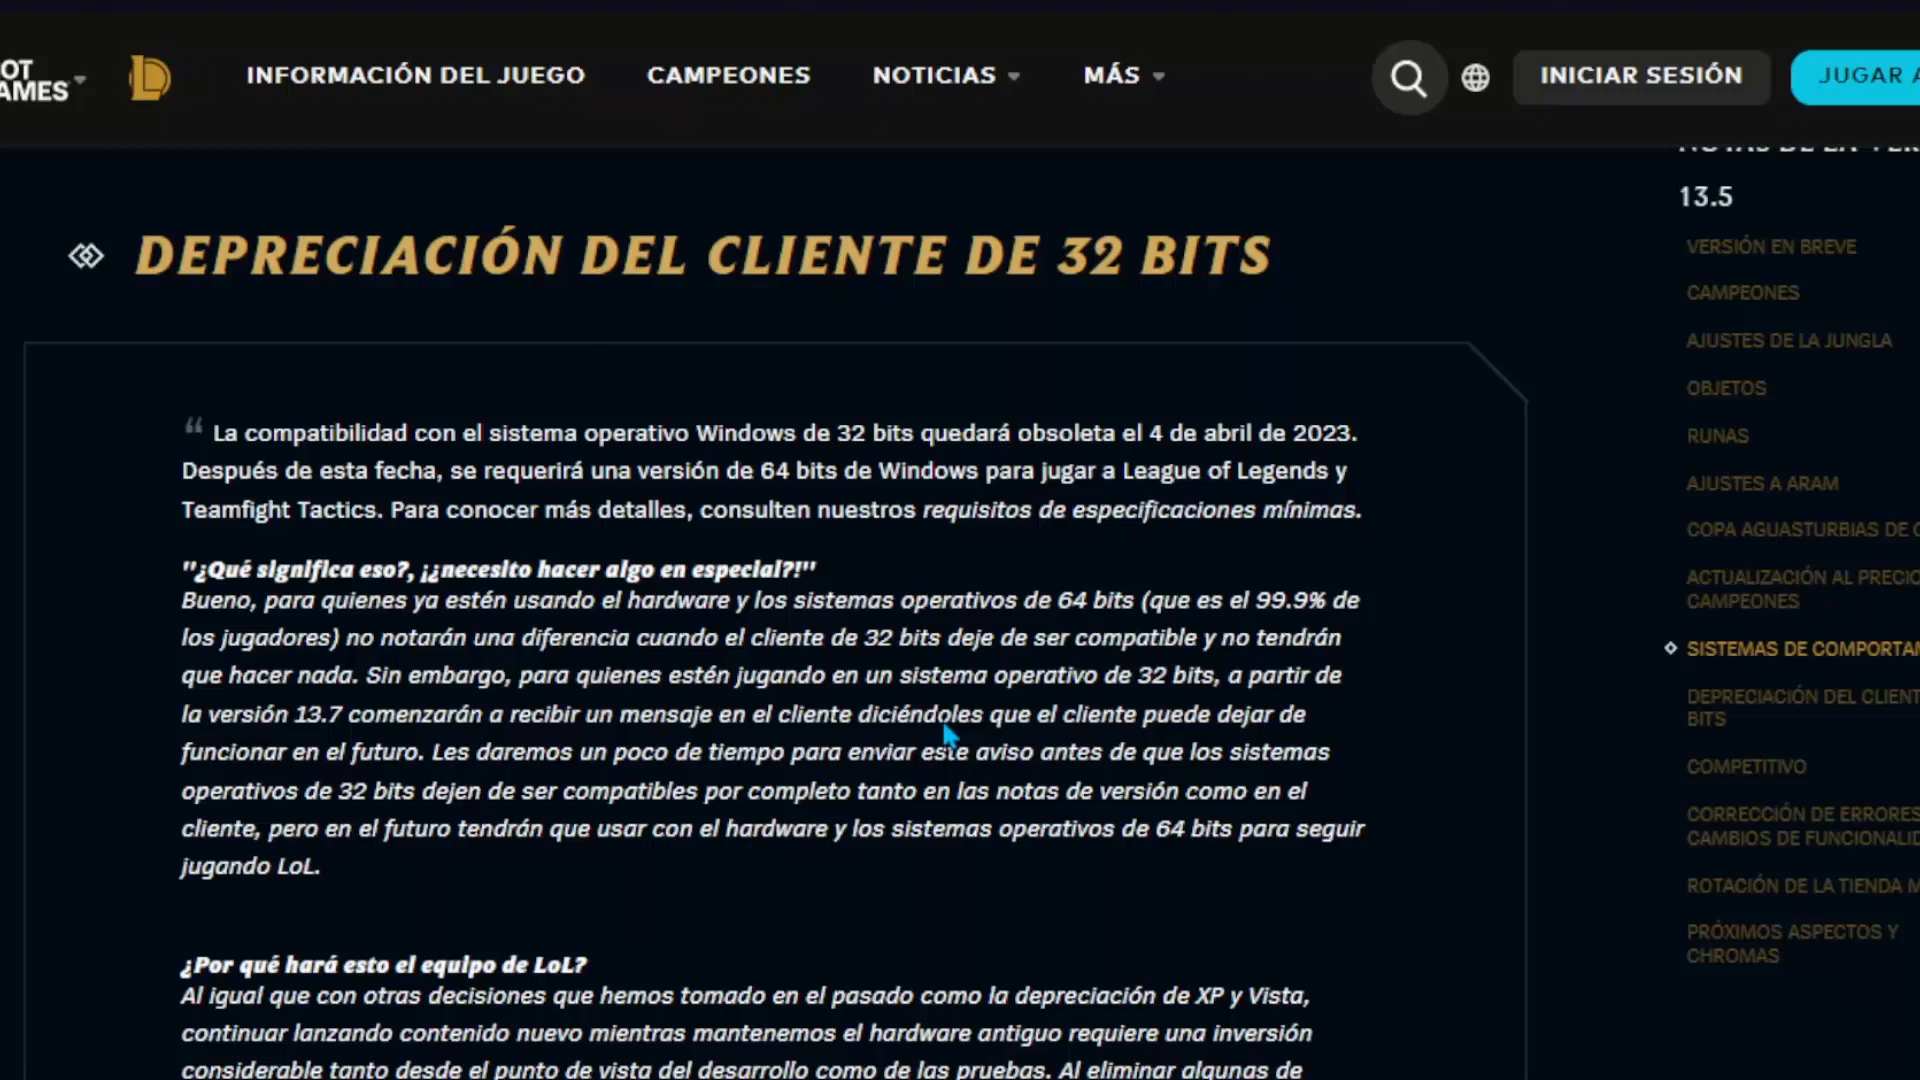 INFORMACIÓN DEL JUEGO
CAMPEONES
NOTICIAS
MÁS
INICIAR SESIÓN
JUGAR A
DEPRECIACIÓN DEL CLIENTE DE 32 BITS
“ La compatibilidad con el sistema operativo Windows de 32 bits quedará obsoleta el 4 de abril de 2023.
Después de esta fecha, se requerirá una versión de 64 bits de Windows para jugar a League of Legends y
Teamfight Tactics. Para conocer más detalles, consulten nuestros requisitos de especificaciones mínimas.
"¿Qué significa eso?, ¡¿necesito hacer algo en especial?!"
Bueno, para quienes ya estén usando el hardware y los sistemas operativos de 64 bits (que es el 99.9% de
los jugadores) no notarán una diferencia cuando el cliente de 32 bits deje de ser compatible y no tendrán
que hacer nada. Sin embargo, para quienes estén jugando en un sistema operativo de 32 bits, a partir de
la versión 13.7 comenzarán a recibir un mensaje en el cliente diciéndoles que el cliente puede dejar de
funcionar en el futuro. Les daremos un poco de tiempo para enviar este aviso antes de que los sistemas
operativos de 32 bits dejen de ser compatibles por completo tanto en las notas de versión como en el
cliente, pero en el futuro tendrán que usar con el hardware y los sistemas operativos de 64 bits para seguir
jugando LoL.
¿Por qué hará esto el equipo de LoL?
Al igual que con otras decisiones que hemos tomado en el pasado como la depreciación de XP y Vista,
continuar lanzando contenido nuevo mientras mantenemos el hardware antiguo requiere una inversión
considerable tanto desde el punto de vista del desarrollo como de las pruebas. Al eliminar algunas de
13.5
VERSIÓN EN BREVE
CAMPEONES
AJUSTES DE LA JUNGLA
OBJETOS
RUNAS
AJUSTES A ARAM
COPA AGUASTURBIAS DE
ACTUALIZACIÓN AL PRECIO
CAMPEONES
SISTEMAS DE COMPORTAM
DEPRECIACIÓN DEL CLIENT
BITS
COMPETITIVO
CORRECCIÓN DE ERRORES
CAMBIOS DE FUNCIONALID
ROTACIÓN DE LA TIENDA M
PRÓXIMOS ASPECTOS Y
CHROMAS